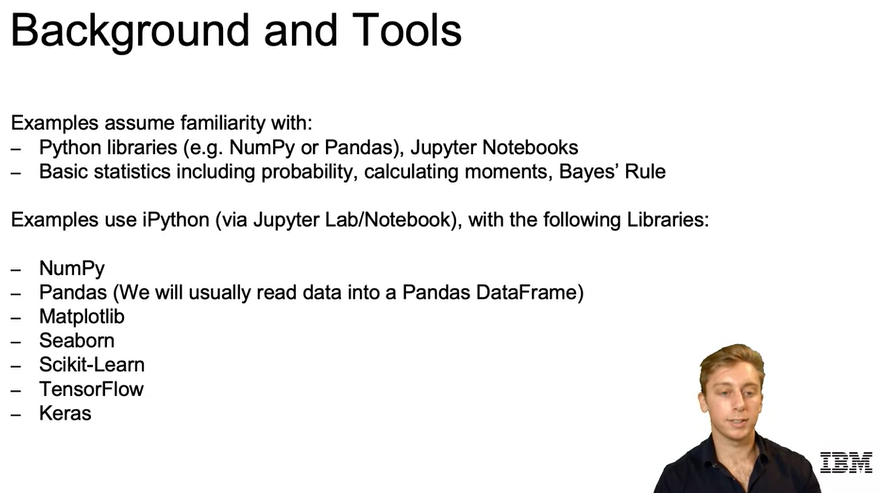 Background and Tools
Examples assume familiarity with:
– Python libraries (e.g. NumPy or Pandas), Jupyter Notebooks
– Basic statistics including probability, calculating moments, Bayes’ Rule
Examples use iPython (via Jupyter Lab/Notebook), with the following Libraries:
– NumPy
– Pandas (We will usually read data into a Pandas DataFrame)
– Matplotlib
– Seaborn
– Scikit-Learn
– TensorFlow
– Keras
IBM